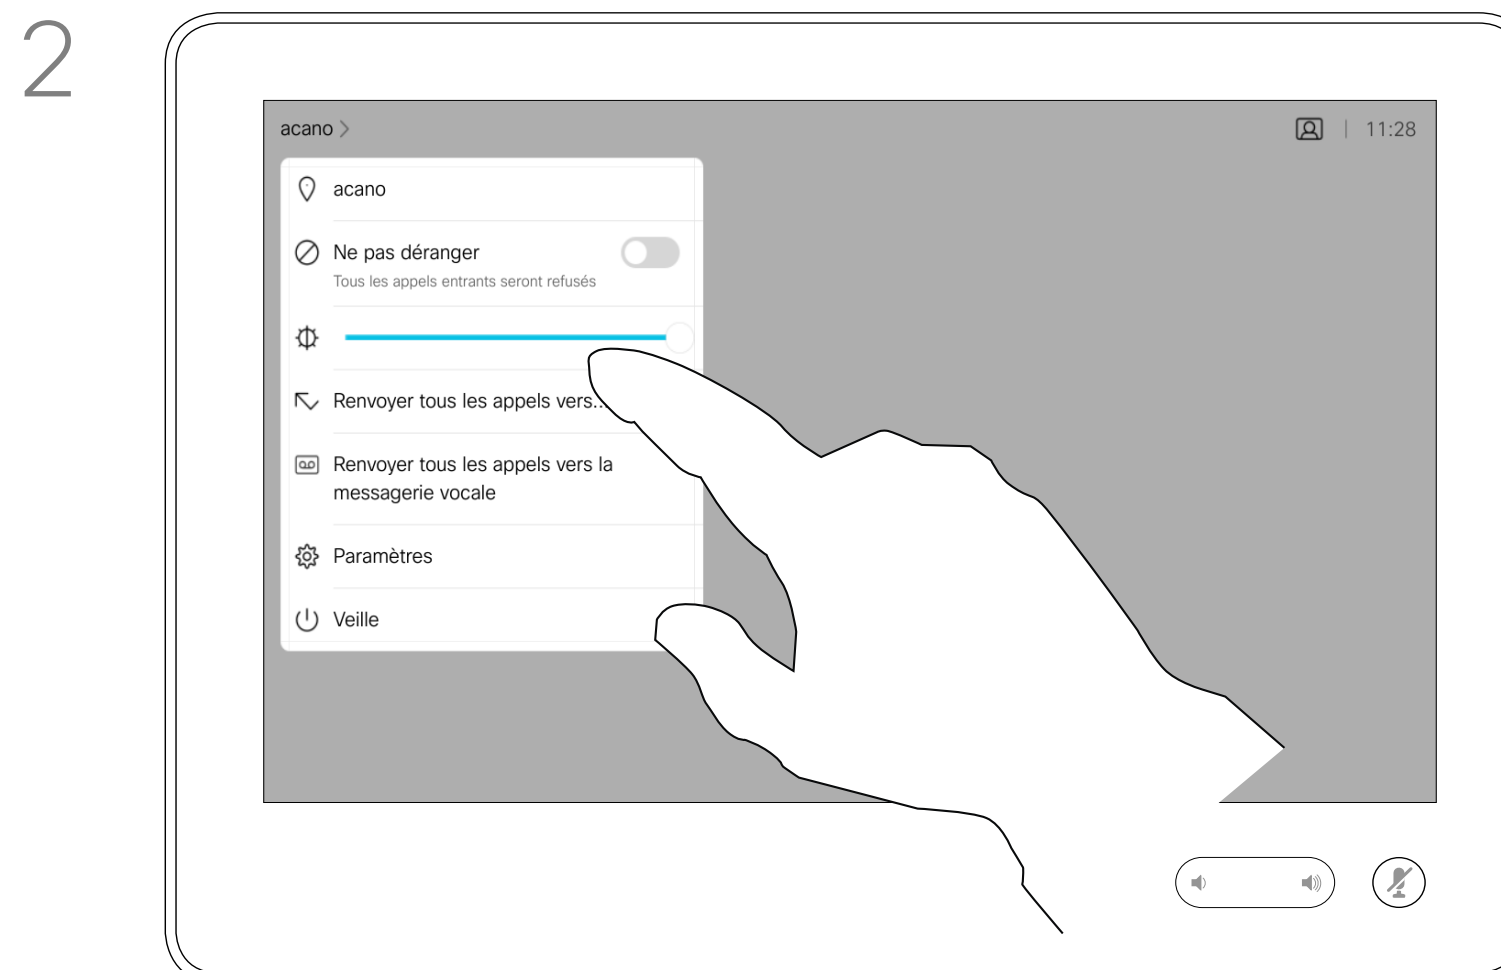 2
acano >
11:28
acano
Ne pas déranger
Tous les appels entrants seront refusés
Renvoyer tous les appels vers...
Renvoyer tous les appels vers la
messagerie vocale
Paramètres
Veille